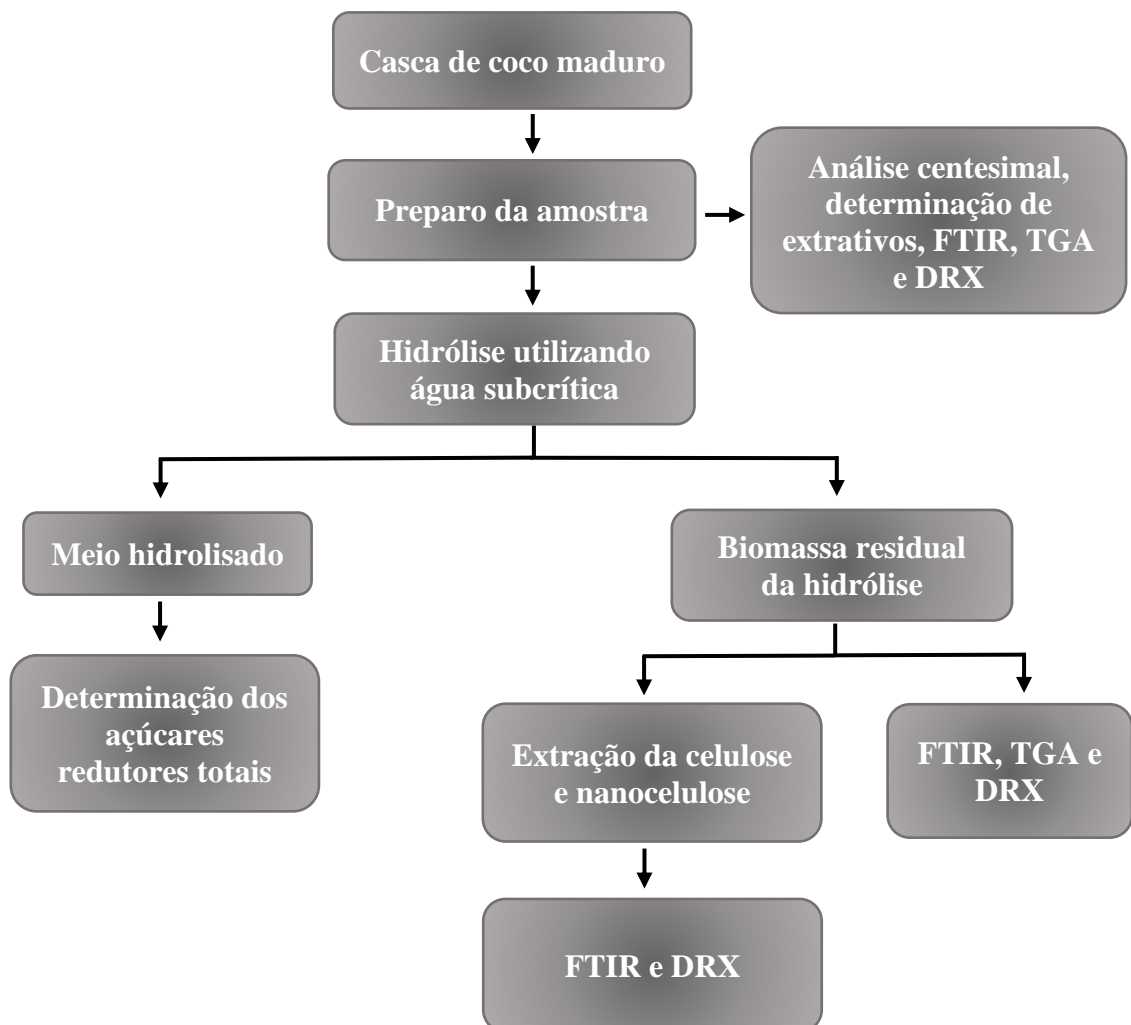 Casca de coco maduro
Preparo da amostra
Análise centesimal,
determinação de
extrativos, FTIR, TGA
e DRX
Hidrólise utilizando
água subcrítica
Meio hidrolisado
Biomassa residual
da hidrólise
Determinação dos
açúcares
redutores totais
Extração da celulose
e nanocelulose
FTIR, TGA e
DRX
FTIR e DRX